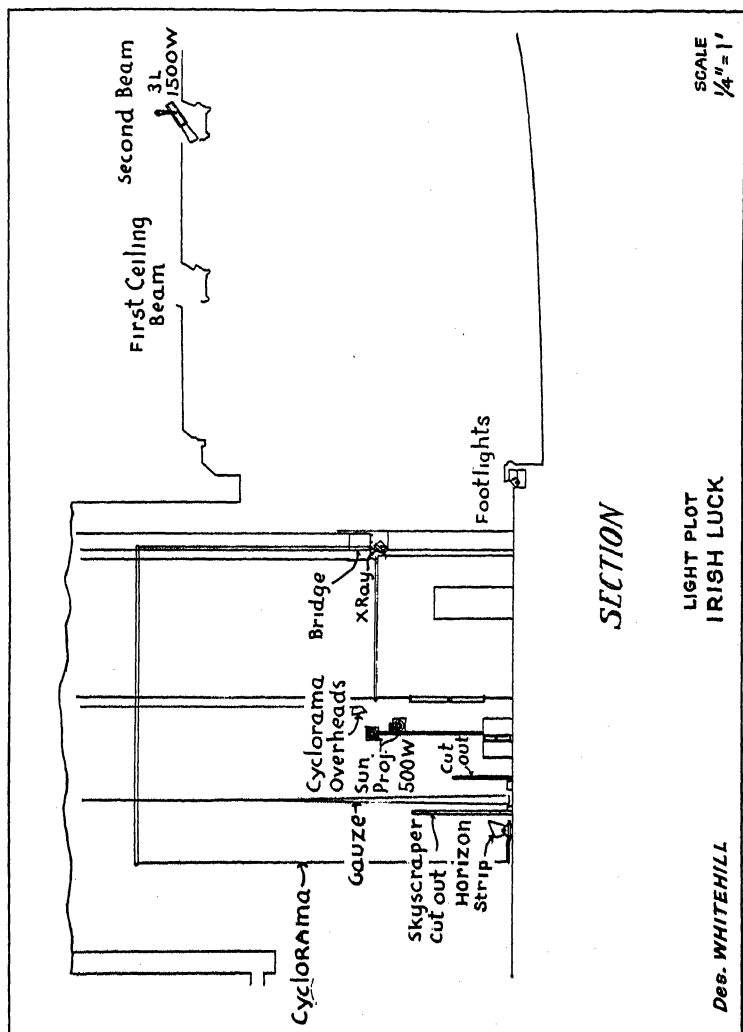 Second Beam
3L
1500W
First Ceiling
Beam
Footlights
Bridge
XRay
Cyclorama
Overheads
Sun.
Proj.
500W
Cut
out
Gauze
Skyscraper
Cut out
Horizon
Strip
CyclORAMa
SECTION
SCALE
1/4" = 1'
LIGHT PLOT
IRISH LUCK
Des. WHITEHILL